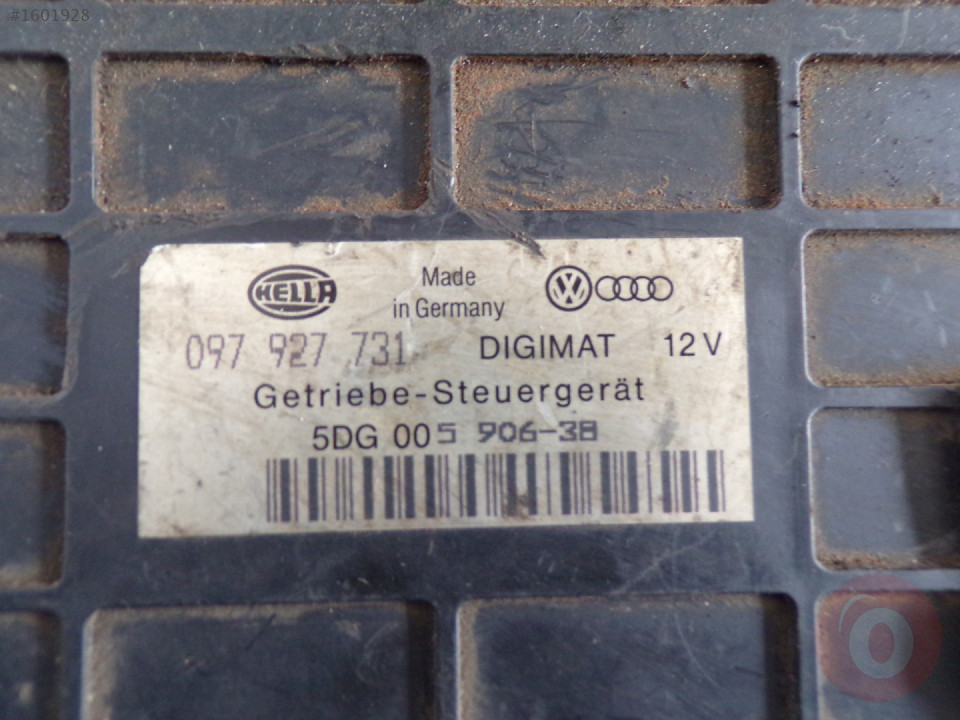 #1601928
HELLA
Made
in Germany
097 927 731 DIGIMAT 12 V
Getriebe-Steuergerät
5DG 005 906-38